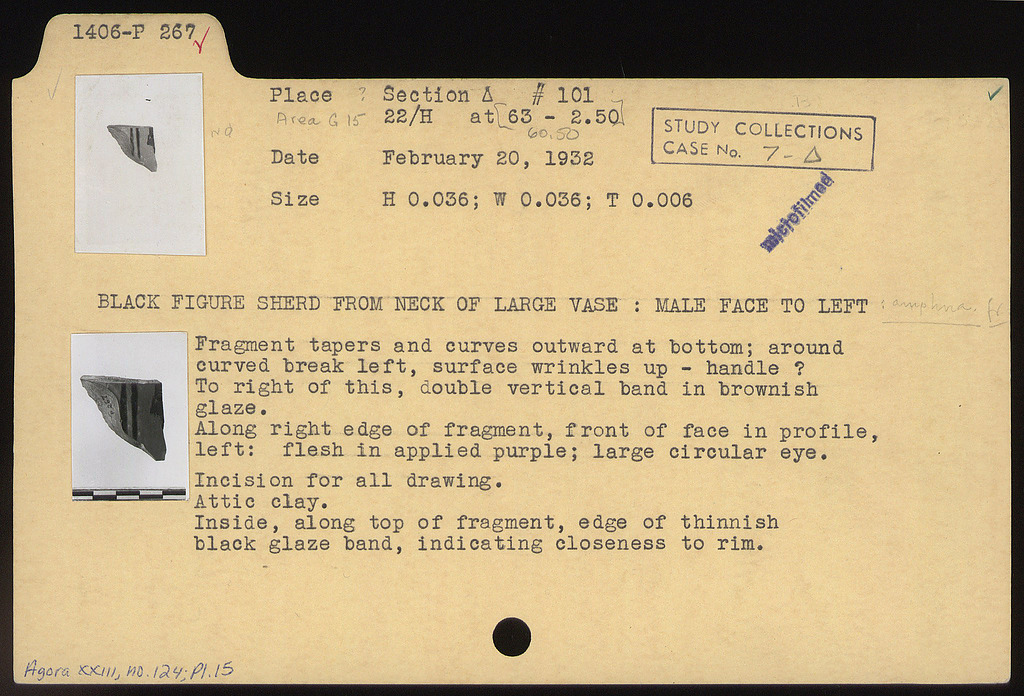 1406-P 267
Place ? Section Δ # 101
Area G 15 22/H at [63 - 2.50]
60.50
NQ
STUDY COLLECTIONS
CASE No. 7-Δ
Date February 20, 1932
Size H 0.036; W 0.036; T 0.006
microfilmed
BLACK FIGURE SHERD FROM NECK OF LARGE VASE : MALE FACE TO LEFT : amphora fr.
Fragment tapers and curves outward at bottom; around
curved break left, surface wrinkles up - handle ?
To right of this, double vertical band in brownish
glaze.
Along right edge of fragment, front of face in profile,
left: flesh in applied purple; large circular eye.
Incision for all drawing.
Attic clay.
Inside, along top of fragment, edge of thinnish
black glaze band, indicating closeness to rim.
Agora XXIII, no. 124; Pl. 15